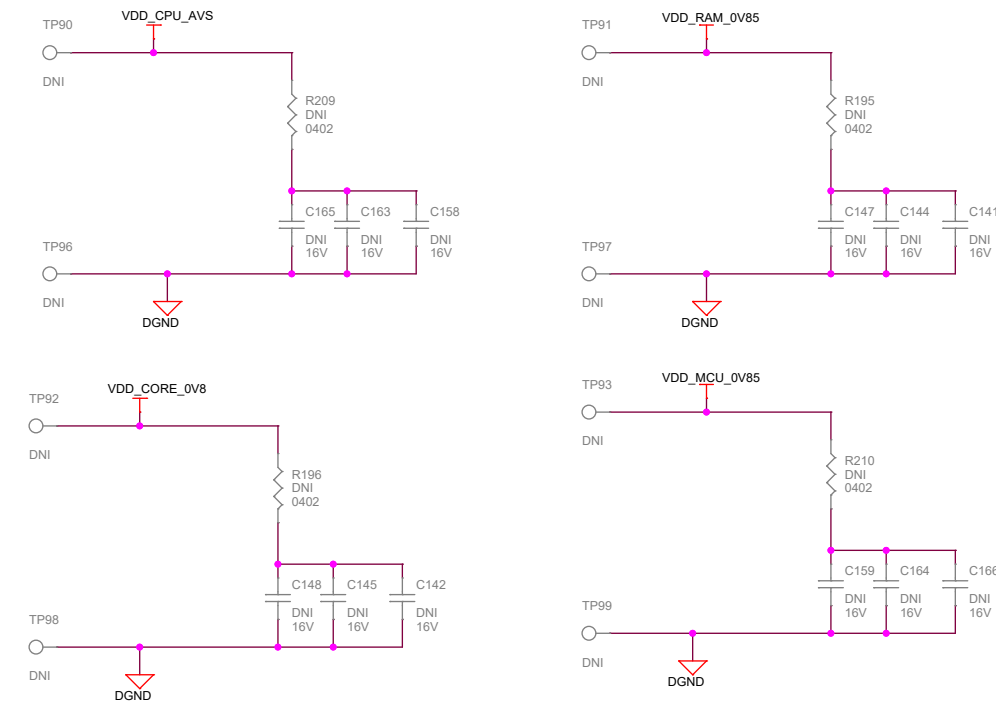 VDD_CPU_AVS
TP90
DNI
R209
DNI
0402
C165
DNI
16V
C163
DNI
16V
C158
DNI
16V
TP96
DNI
DGND
VDD_RAM_0V85
TP91
DNI
R195
DNI
0402
C147
DNI
16V
C144
DNI
16V
C141
DNI
16V
TP97
DNI
DGND
VDD_CORE_0V8
TP92
DNI
R196
DNI
0402
C148
DNI
16V
C145
DNI
16V
C142
DNI
16V
TP98
DNI
DGND
VDD_MCU_0V85
TP93
DNI
R210
DNI
0402
C159
DNI
16V
C164
DNI
16V
C166
DNI
16V
TP99
DNI
DGND